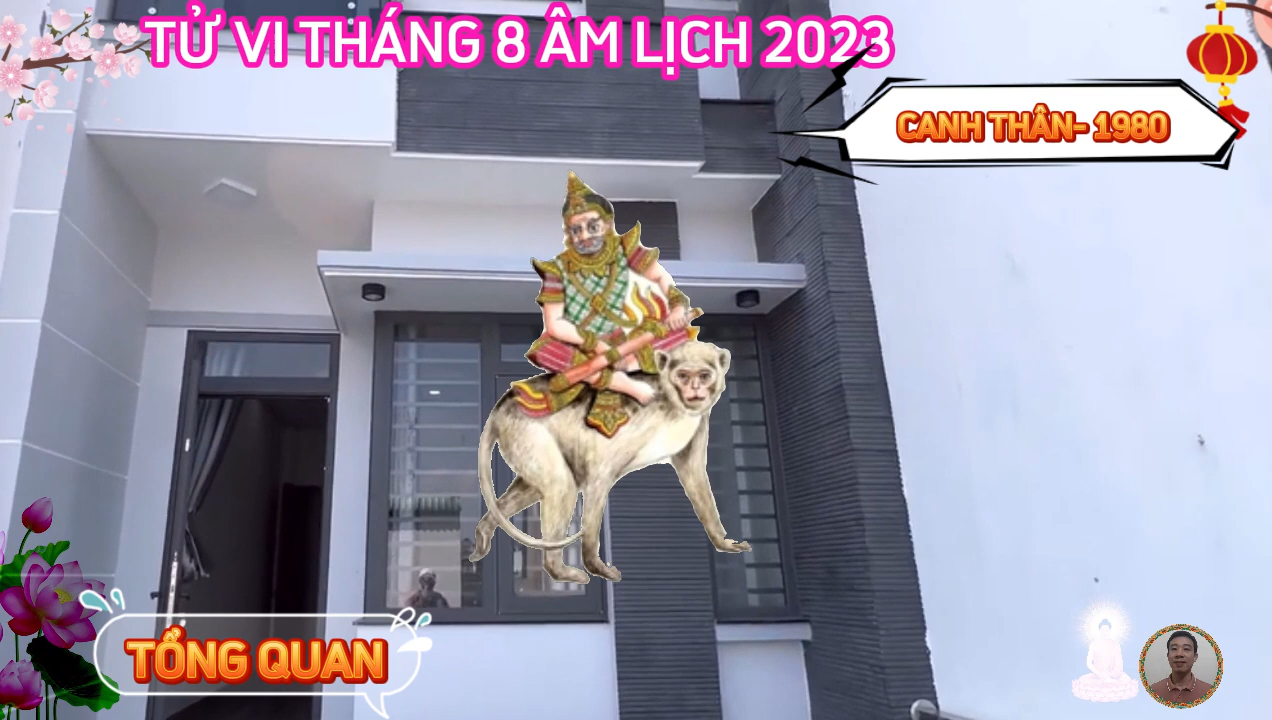 TỬ VI THÁNG 8 ÂM LỊCH 2023
CANH THÂN- 1980
TỔNG QUAN